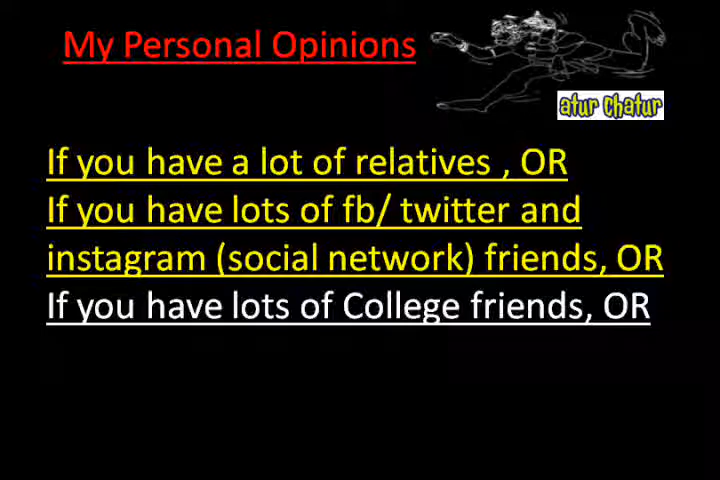 My Personal Opinions
atur chatur
If you have a lot of relatives , OR
If you have lots of fb/ twitter and
instagram (social network) friends, OR
If you have lots of College friends, OR